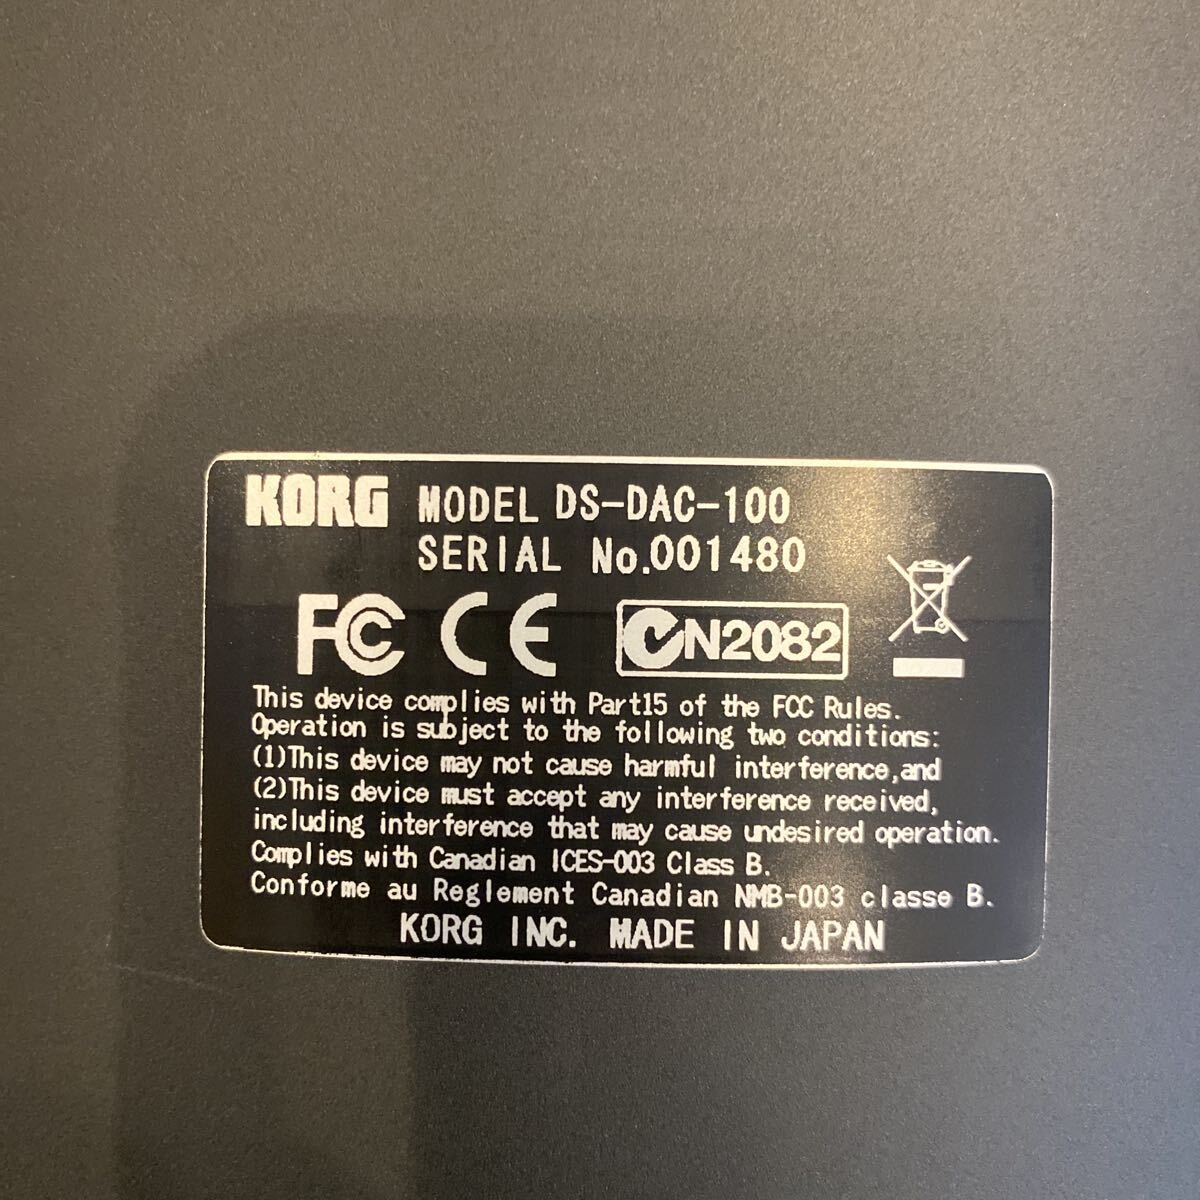 KORG MODEL DS-DAC-100
SERIAL No.001480
FC CE N2082
This device complies with Part15 of the FCC Rules.
Operation is subject to the following two conditions:
(1)This device may not cause harmful interference,and
(2)This device must accept any interference received,
including interference that may cause undesired operation.
Complies with Canadian ICES-003 Class B.
Conforme au Reglement Canadian NMB-003 classe B.
KORG INC. MADE IN JAPAN